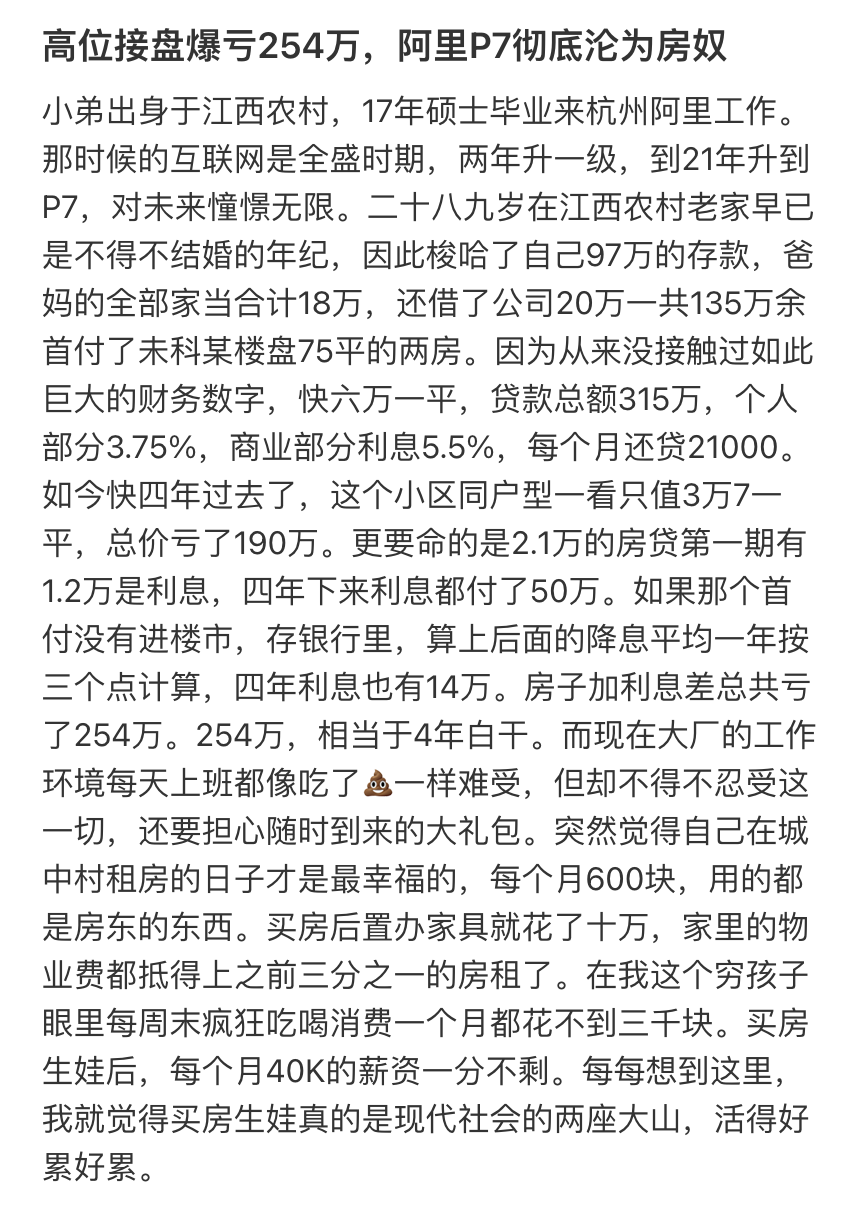 高位接盘爆亏254万，阿里P7彻底沦为房奴
小弟出身于江西农村，17年硕士毕业来杭州阿里工作。
那时候的互联网是全盛时期，两年升一级，到21年升到
P7，对未来憧憬无限。二十八九岁在江西农村老家早已
是不得不结婚的年纪，因此梭哈了自己97万的存款，爸
妈的全部家当合计18万，还借了公司20万一共135万余
首付了未科某楼盘75平的两房。因为从来没接触过如此
巨大的财务数字，快六万一平，贷款总额315万，个人
部分3.75%，商业部分利息5.5%，每个月还贷21000。
如今快四年过去了，这个小区同户型一看只值3万7一
平，总价亏了190万。更要命的是2.1万的房贷第一期有
1.2万是利息，四年下来利息都付了50万。如果那个首
付没有进楼市，存银行里，算上后面的降息平均一年按
三个点计算，四年利息也有14万。房子加利息差总共亏
了254万。254万，相当于4年白干。而现在大厂的工作
环境每天上班都像吃了💩一样难受，但却不得不忍受这
一切，还要担心随时到来的大礼包。突然觉得自己在城
中村租房的日子才是最幸福的，每个月600块，用的都
是房东的东西。买房后置办家具就花了十万，家里的物
业费都抵得上之前三分之一的房租了。在我这个穷孩子
眼里每周末疯狂吃喝消费一个月都花不到三千块。买房
生娃后，每个月40K的薪资一分不剩。每每想到这里，
我就觉得买房生娃真的是现代社会的两座大山，活得好
累好累。